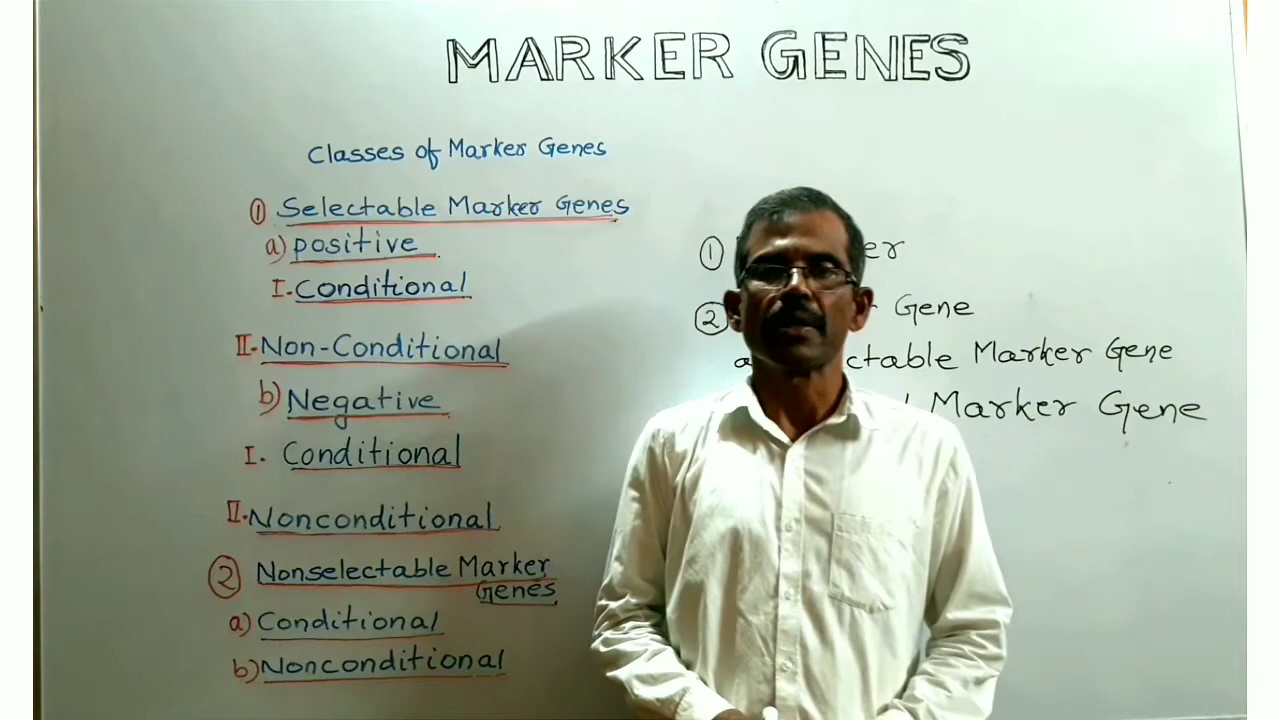 MARKER GENES
Classes of Marker Genes
① Selectable Marker Genes
a) positive
I. Conditional
II. Non-Conditional
b) Negative
I. Conditional
II. Nonconditional
② Nonselectable Marker
Genes
a) Conditional
b) Nonconditional
①
② Gene
Marker Gene
Marker Gene